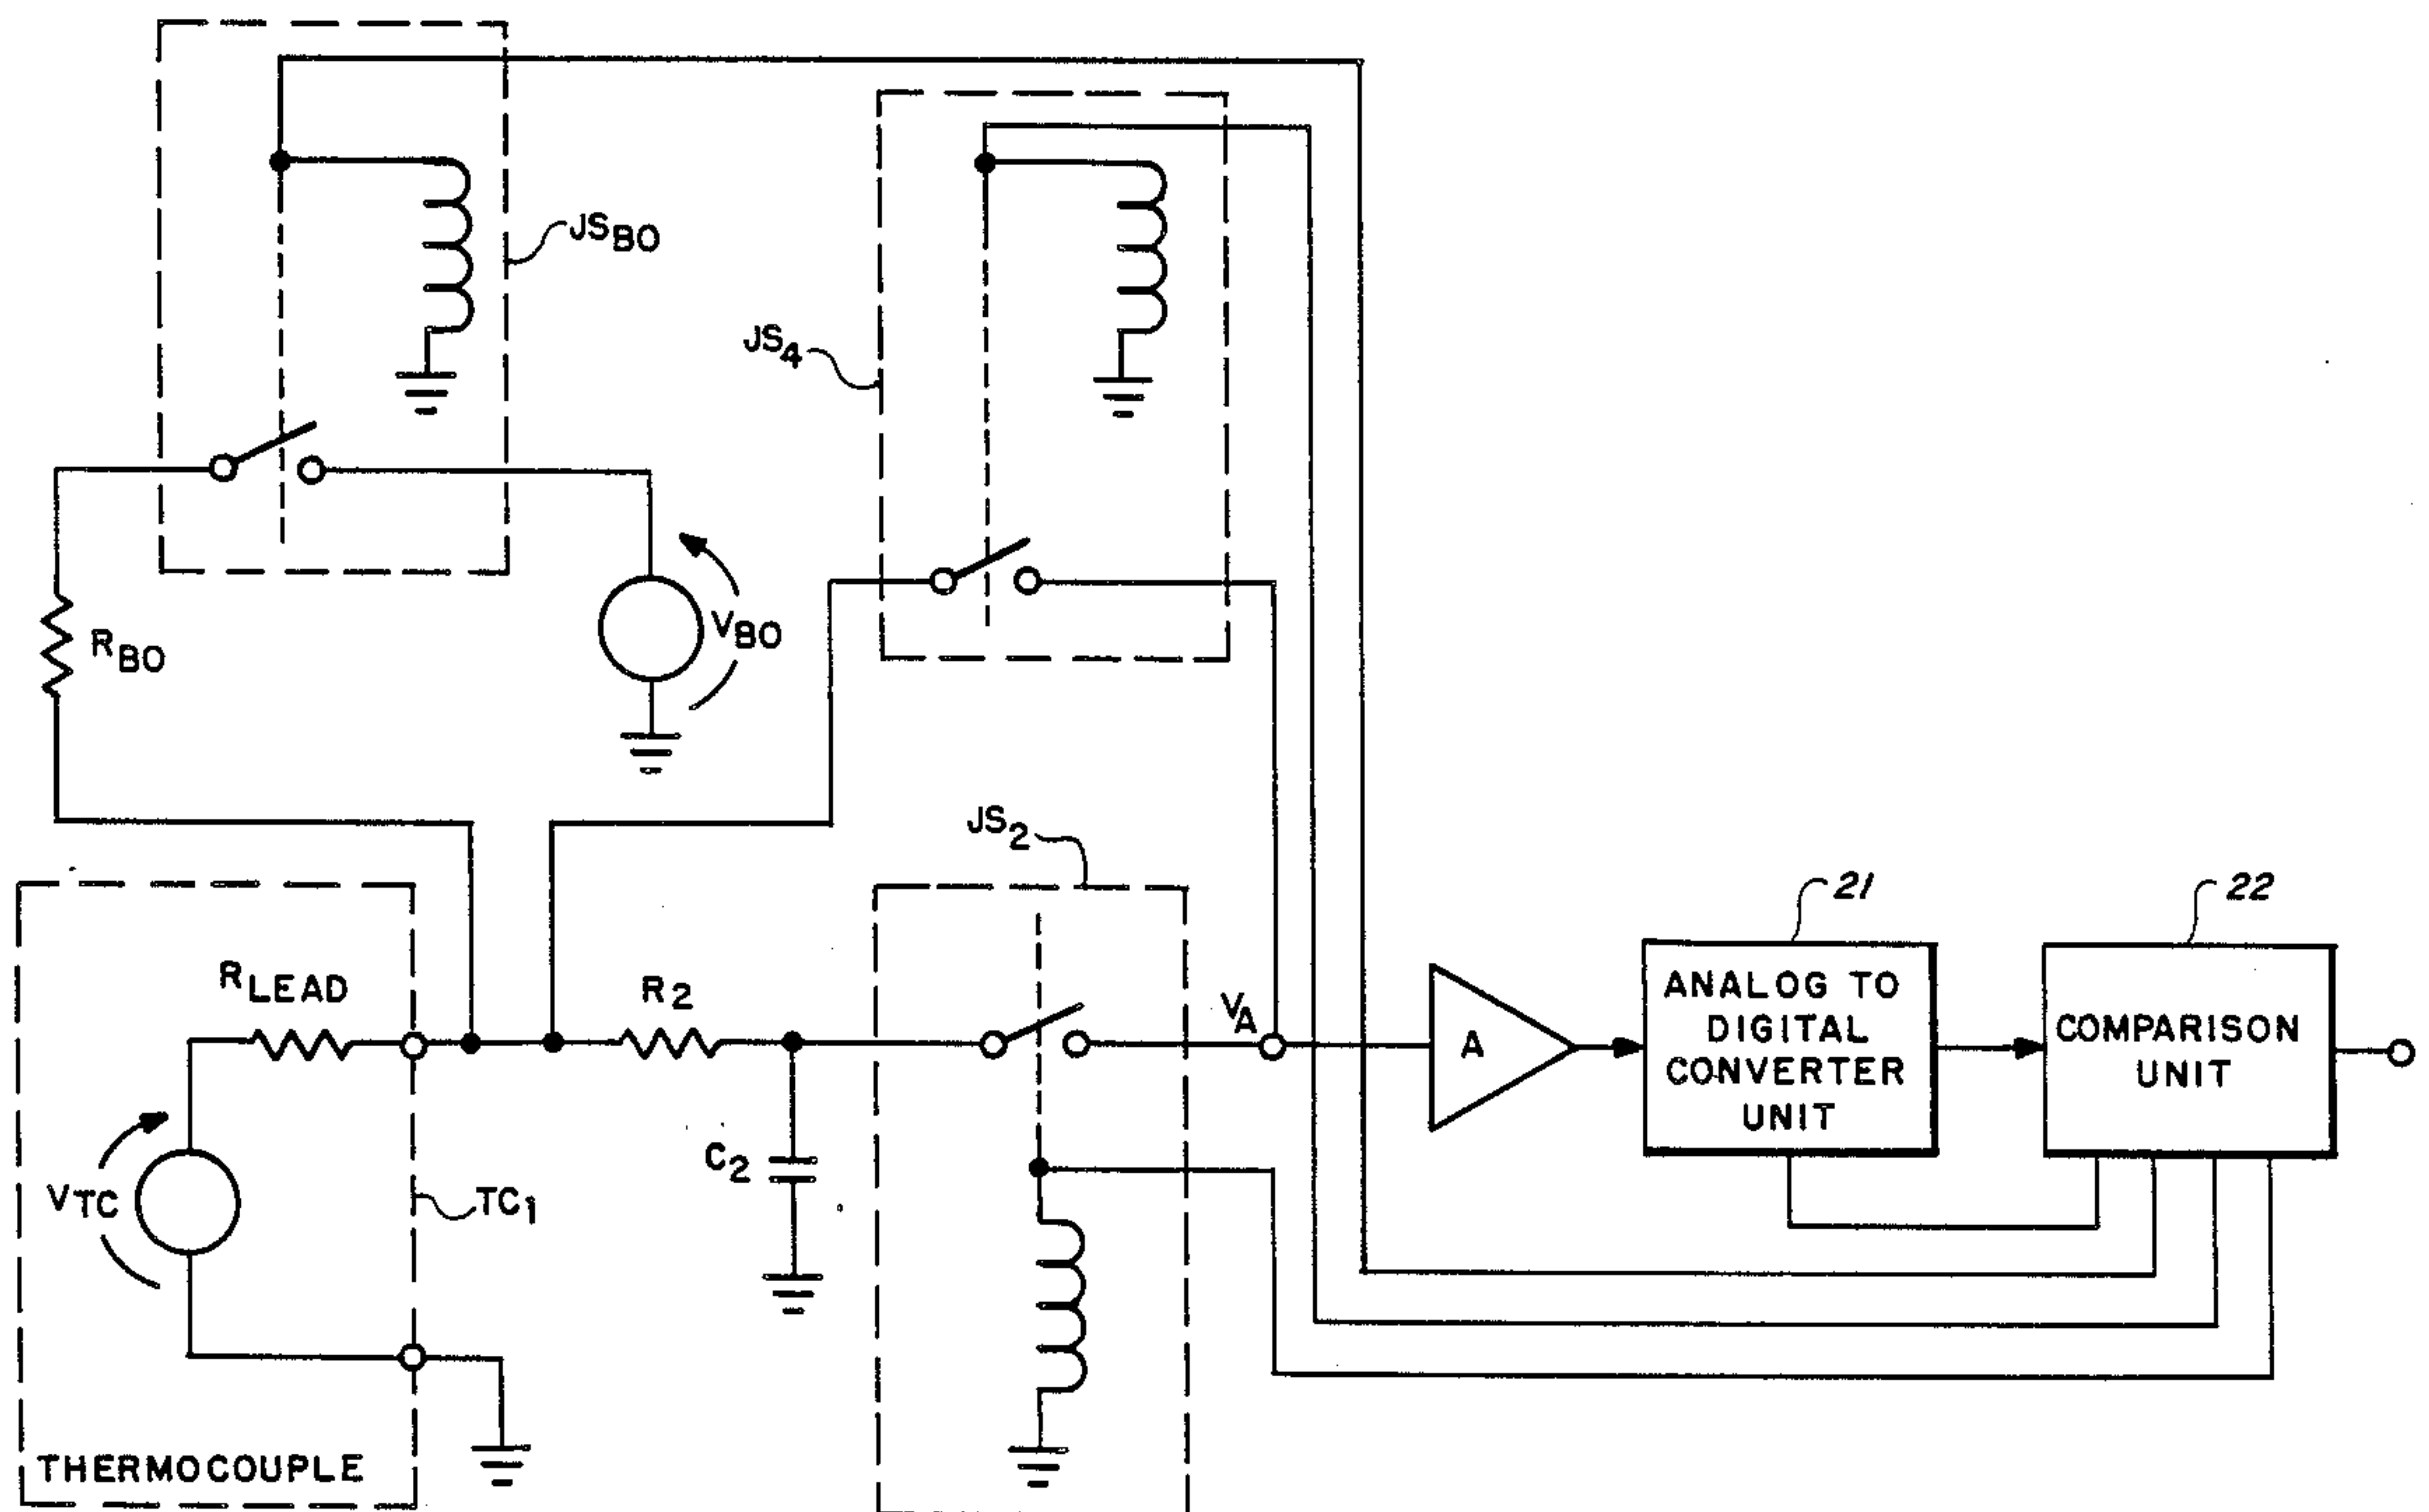 JSBO
JS4
RBO
VBO
JS2
21
22
RLEAD
R2
VA
A
ANALOG TO
DIGITAL
CONVERTER
UNIT
COMPARISON
UNIT
C2
VTC
TC1
THERMOCOUPLE